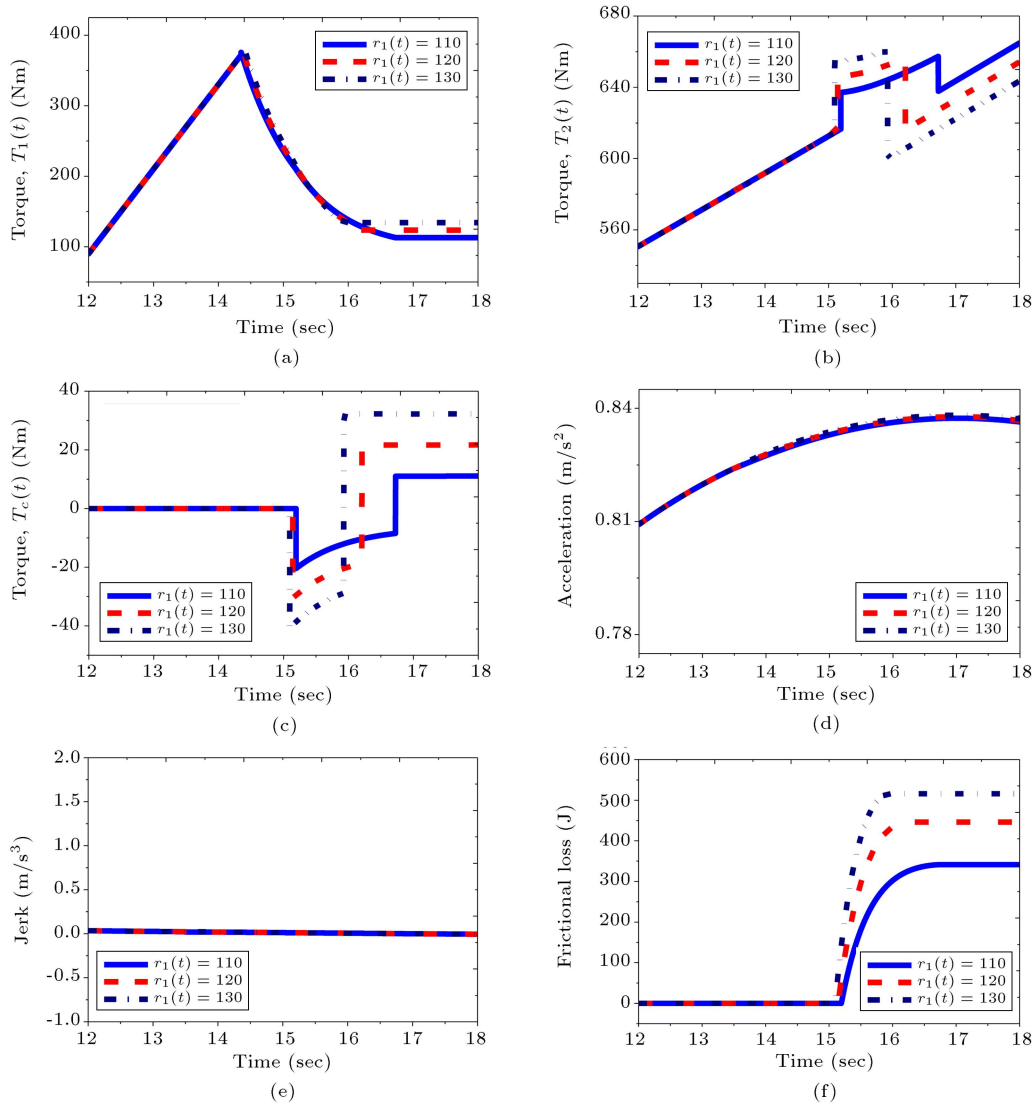 400
300
200
100
Torque, T₁(t) (Nm)
r₁(t) = 110
r₁(t) = 120
r₁(t) = 130
12 13 14 15 16 17 18
Time (sec)
(a)
680
640
600
560
Torque, T₂(t) (Nm)
r₁(t) = 110
r₁(t) = 120
r₁(t) = 130
12 13 14 15 16 17 18
Time (sec)
(b)
40
20
0
-20
-40
Torque, T_c(t) (Nm)
r₁(t) = 110
r₁(t) = 120
r₁(t) = 130
12 13 14 15 16 17 18
Time (sec)
(c)
0.84
0.81
0.78
Acceleration (m/s²)
r₁(t) = 110
r₁(t) = 120
r₁(t) = 130
12 13 14 15 16 17 18
Time (sec)
(d)
2.0
1.5
1.0
0.5
0.0
-0.5
-1.0
Jerk (m/s³)
r₁(t) = 110
r₁(t) = 120
r₁(t) = 130
12 13 14 15 16 17 18
Time (sec)
(e)
600
500
400
300
200
100
0
Frictional loss (J)
r₁(t) = 110
r₁(t) = 120
r₁(t) = 130
12 13 14 15 16 17 18
Time (sec)
(f)